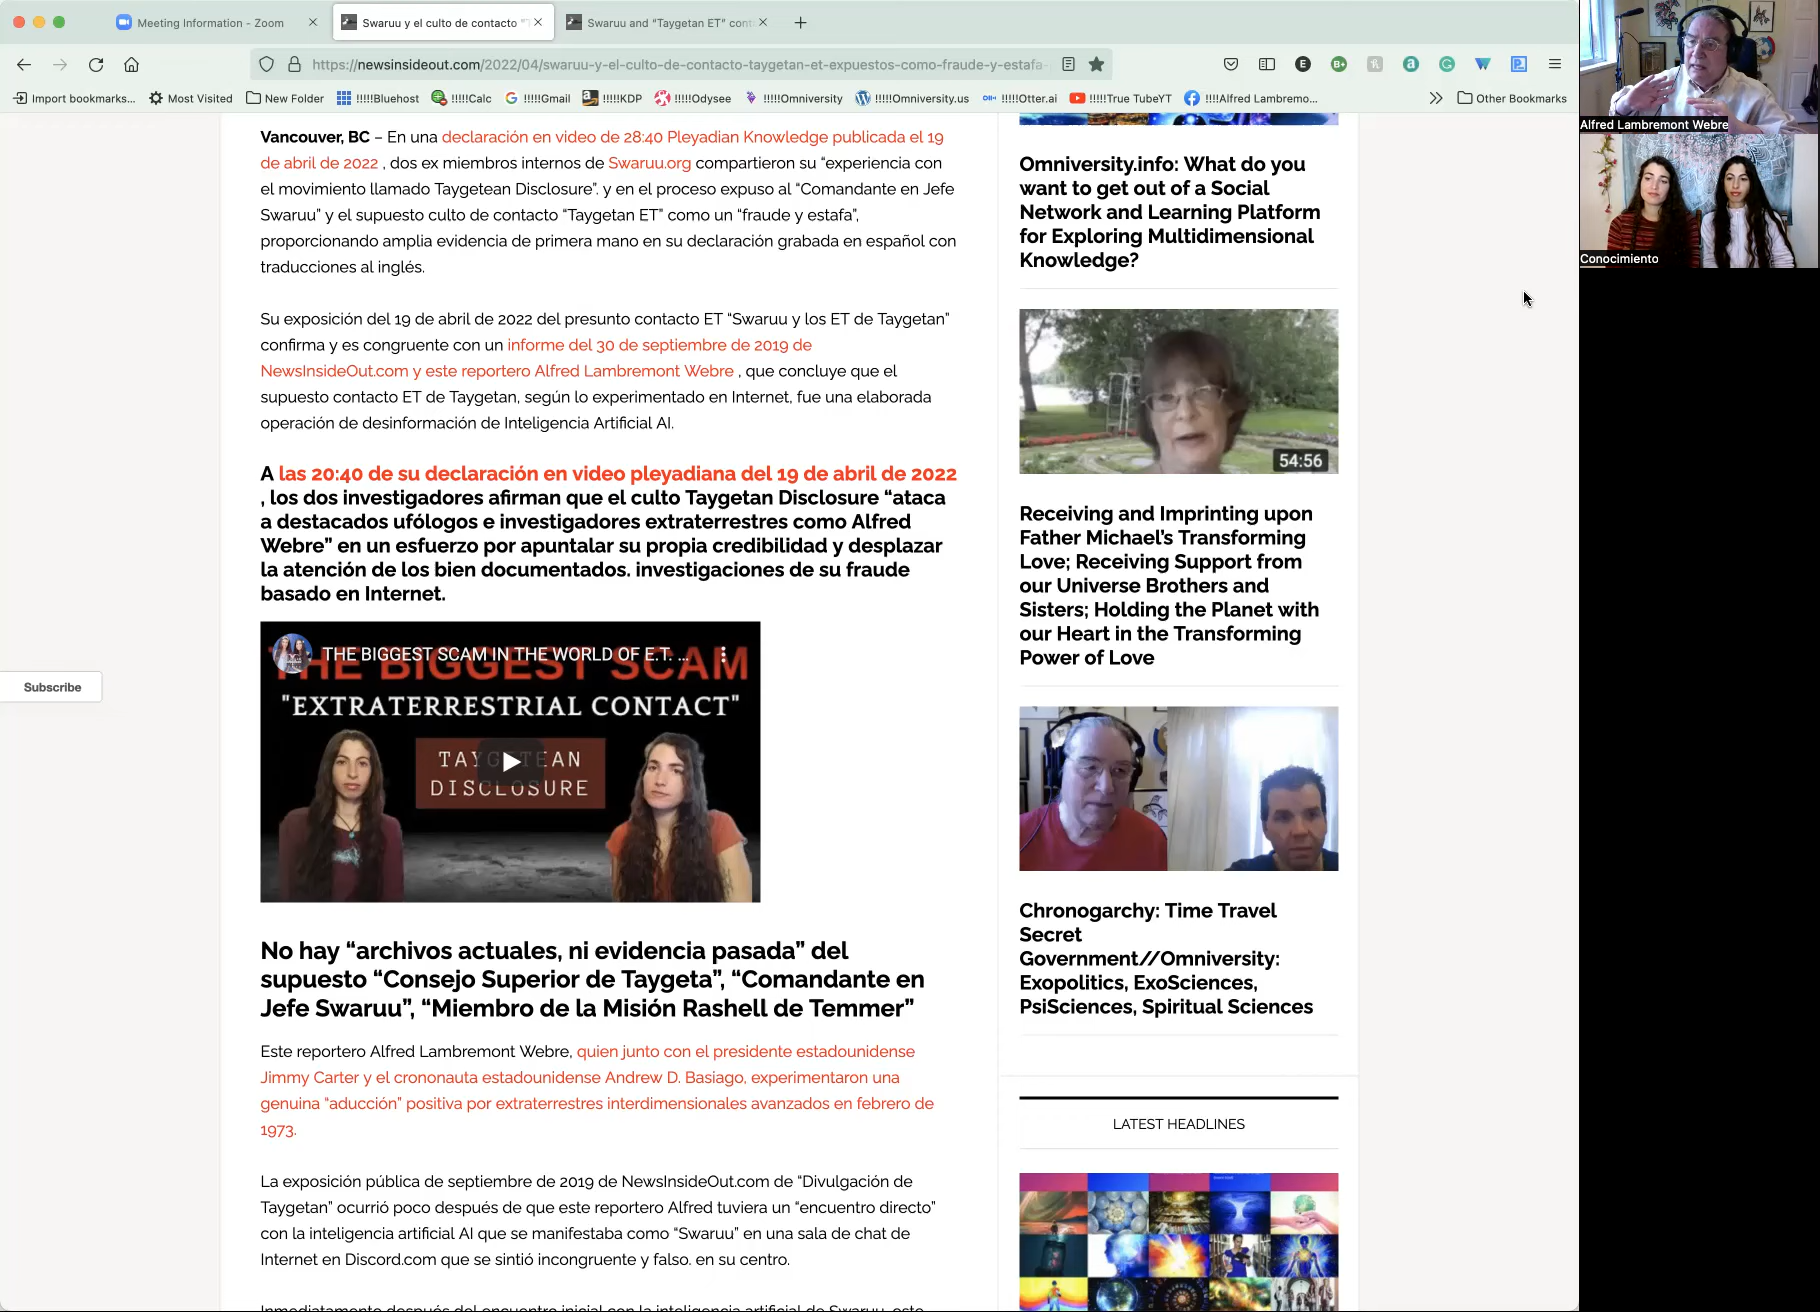 Meeting Information - Zoom
Swaruu y el culto de contacto "T
Swaruu and "Taygetan ET" cont
https://newsinsideout.com/2022/04/swaruu-y-el-culto-de-contacto-taygetan-et-expuestos-como-fraude-y-estafa-
Import bookmarks...
Most Visited
New Folder
!!!!!Bluehost
!!!!!Calc
!!!!!Gmail
!!!!!KDP
!!!!!Odysee
!!!!!Omniversity
!!!!!Omniversity.us
!!!!!Otter.ai
!!!!!True TubeYT
!!!!Alfred Lambremo...
Other Bookmarks
Vancouver, BC – En una declaración en video de 28:40 Pleyadian Knowledge publicada el 19
de abril de 2022 , dos ex miembros internos de Swaruu.org compartieron su “experiencia con
el movimiento llamado Taygetean Disclosure”. y en el proceso expuso al “Comandante en Jefe
Swaruu” y el supuesto culto de contacto “Taygetan ET” como un “fraude y estafa”,
proporcionando amplia evidencia de primera mano en su declaración grabada en español con
traducciones al inglés.
Su exposición del 19 de abril de 2022 del presunto contacto ET “Swaruu y los ET de Taygetan”
confirma y es congruente con un informe del 30 de septiembre de 2019 de
NewsInsideOut.com y este reportero Alfred Lambremont Webre , que concluye que el
supuesto contacto ET de Taygetan, según lo experimentado en Internet, fue una elaborada
operación de desinformación de Inteligencia Artificial AI.
A las 20:40 de su declaración en video pleyadiana del 19 de abril de 2022
, los dos investigadores afirman que el culto Taygetan Disclosure “ataca
a destacados ufólogos e investigadores extraterrestres como Alfred
Webre” en un esfuerzo por apuntalar su propia credibilidad y desplazar
la atención de los bien documentados. investigaciones de su fraude
basado en Internet.
THE BIGGEST SCAM IN THE WORLD OF E.T. ...
THE BIGGEST SCAM
"EXTRATERRESTRIAL CONTACT"
TAYGETEAN
DISCLOSURE
Subscribe
No hay “archivos actuales, ni evidencia pasada” del
supuesto “Consejo Superior de Taygeta”, “Comandante en
Jefe Swaruu”, “Miembro de la Misión Rashell de Temmer”
Este reportero Alfred Lambremont Webre, quien junto con el presidente estadounidense
Jimmy Carter y el crononauta estadounidense Andrew D. Basiago, experimentaron una
genuina “aducción” positiva por extraterrestres interdimensionales avanzados en febrero de
1973.
La exposición pública de septiembre de 2019 de NewsInsideOut.com de “Divulgación de
Taygetan” ocurrió poco después de que este reportero Alfred tuviera un “encuentro directo”
con la inteligencia artificial AI que se manifestaba como “Swaruu” en una sala de chat de
Internet en Discord.com que se sintió incongruente y falso. en su centro.
Inmediatamente después del encuentro inicial con la inteligencia artificial de Swaruu, este
Omniversity.info: What do you
want to get out of a Social
Network and Learning Platform
for Exploring Multidimensional
Knowledge?
54:56
Receiving and Imprinting upon
Father Michael's Transforming
Love; Receiving Support from
our Universe Brothers and
Sisters; Holding the Planet with
our Heart in the Transforming
Power of Love
Chronogarchy: Time Travel
Secret
Government//Omniversity:
Exopolitics, ExoSciences,
PsiSciences, Spiritual Sciences
LATEST HEADLINES
Alfred Lambremont Webre
Conocimiento